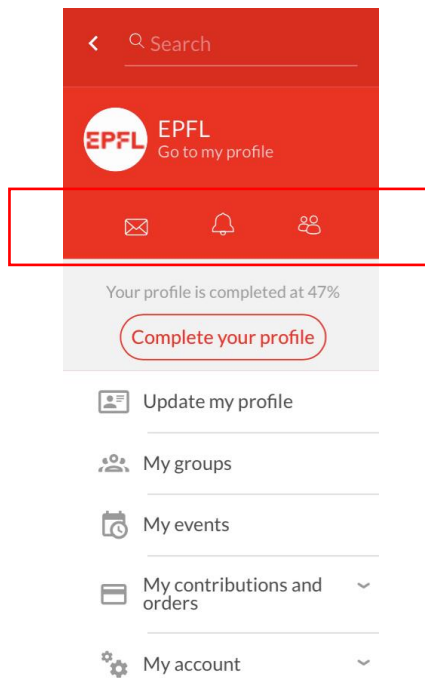 Search
EPFL
EPFL
Go to my profile
Your profile is completed at 47%
Complete your profile
Update my profile
My groups
My events
My contributions and
orders
My account